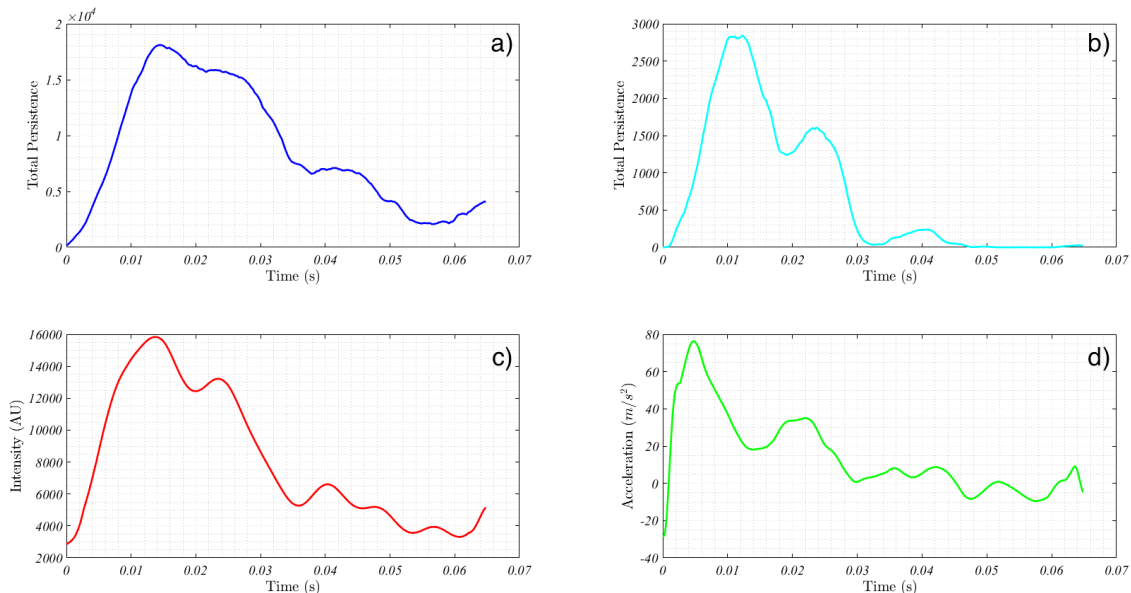 2 ×10⁴
a)
1.5
1
0.5
0
Total Persistence
0 0.01 0.02 0.03 0.04 0.05 0.06 0.07
Time (s)
3000
b)
2500
2000
1500
1000
500
0
Total Persistence
0 0.01 0.02 0.03 0.04 0.05 0.06 0.07
Time (s)
16000
c)
14000
12000
10000
8000
6000
4000
2000
Intensity (AU)
0 0.01 0.02 0.03 0.04 0.05 0.06 0.07
Time (s)
80
d)
60
40
20
0
-20
-40
Acceleration (m/s²)
0 0.01 0.02 0.03 0.04 0.05 0.06 0.07
Time (s)